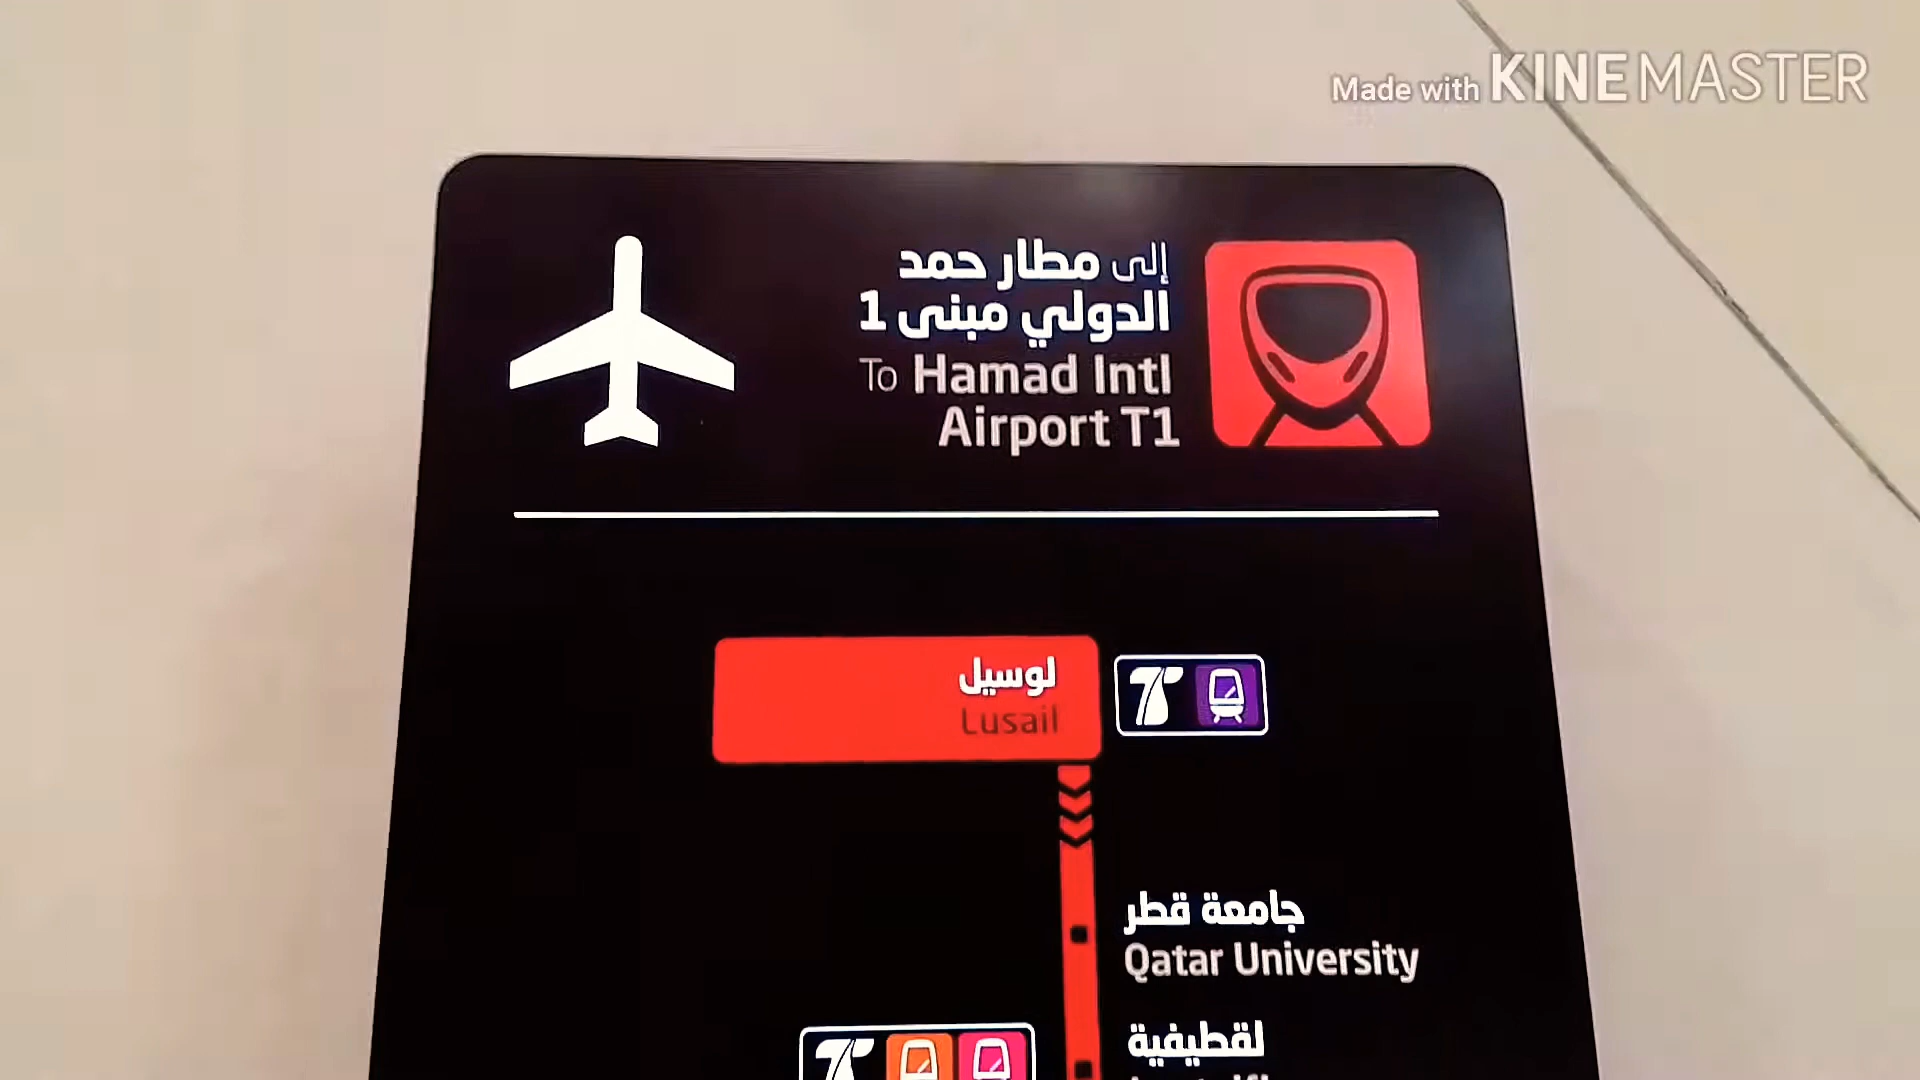 Made with KINEMASTER
إلى مطار حمد
الدولي مبنى 1
To Hamad Intl
Airport T1
لوسيل
Lusail
جامعة قطر
Qatar University
لقطيفية